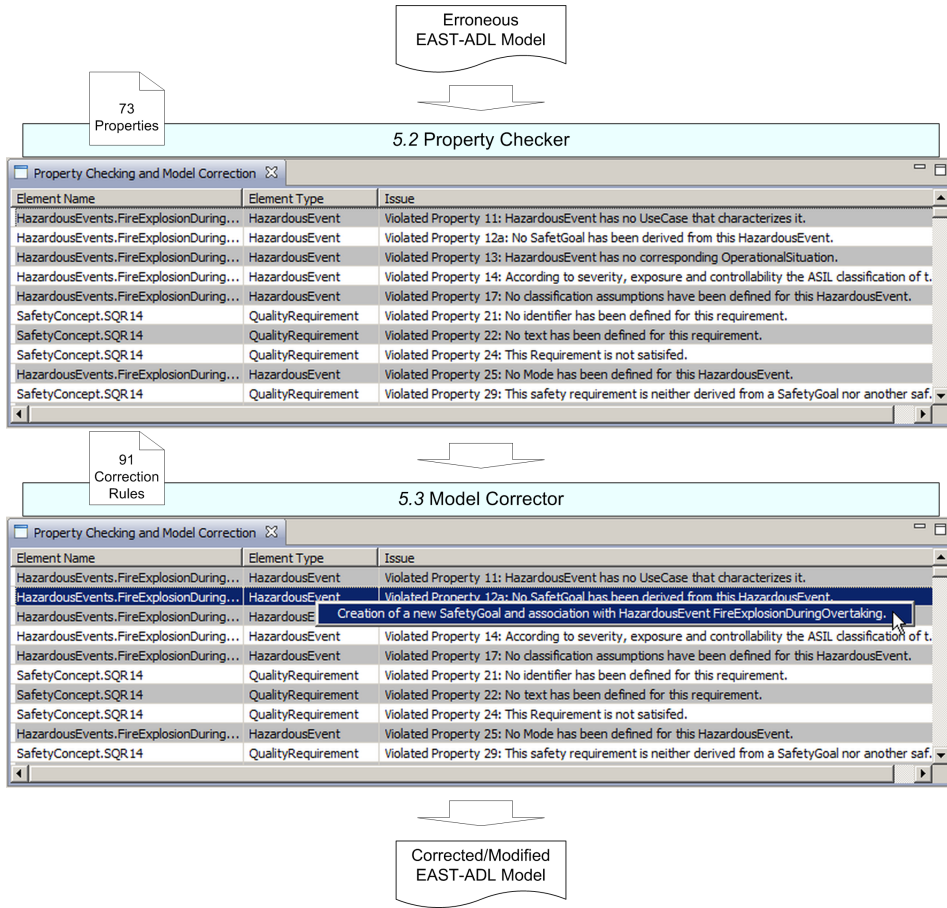 Erroneous
EAST-ADL Model
73
Properties
5.2 Property Checker
Property Checking and Model Correction
Element Name Element Type Issue
HazardousEvents.FireExplosionDuring... HazardousEvent Violated Property 11: HazardousEvent has no UseCase that characterizes it.
HazardousEvents.FireExplosionDuring... HazardousEvent Violated Property 12a: No SafetGoal has been derived from this HazardousEvent.
HazardousEvents.FireExplosionDuring... HazardousEvent Violated Property 13: HazardousEvent has no corresponding OperationalSituation.
HazardousEvents.FireExplosionDuring... HazardousEvent Violated Property 14: According to severity, exposure and controllability the ASIL classification of t.
HazardousEvents.FireExplosionDuring... HazardousEvent Violated Property 17: No classification assumptions have been defined for this HazardousEvent.
SafetyConcept.SQR14 QualityRequirement Violated Property 21: No identifier has been defined for this requirement.
SafetyConcept.SQR14 QualityRequirement Violated Property 22: No text has been defined for this requirement.
SafetyConcept.SQR14 QualityRequirement Violated Property 24: This Requirement is not satisifed.
HazardousEvents.FireExplosionDuring... HazardousEvent Violated Property 25: No Mode has been defined for this HazardousEvent.
SafetyConcept.SQR14 QualityRequirement Violated Property 29: This safety requirement is neither derived from a SafetyGoal nor another saf.
91
Correction
Rules
5.3 Model Corrector
Property Checking and Model Correction
Element Name Element Type Issue
HazardousEvents.FireExplosionDuring... HazardousEvent Violated Property 11: HazardousEvent has no UseCase that characterizes it.
HazardousEvents.FireExplosionDuring... HazardousEvent Violated Property 12a: No SafetGoal has been derived from this HazardousEvent.
HazardousEvents.FireExplosionDuring... HazardousE
Creation of a new SafetyGoal and association with HazardousEvent FireExplosionDuringOvertaking.
HazardousEvents.FireExplosionDuring... HazardousEvent Violated Property 14: According to severity, exposure and controllability the ASIL classification of t.
HazardousEvents.FireExplosionDuring... HazardousEvent Violated Property 17: No classification assumptions have been defined for this HazardousEvent.
SafetyConcept.SQR14 QualityRequirement Violated Property 21: No identifier has been defined for this requirement.
SafetyConcept.SQR14 QualityRequirement Violated Property 22: No text has been defined for this requirement.
SafetyConcept.SQR14 QualityRequirement Violated Property 24: This Requirement is not satisifed.
HazardousEvents.FireExplosionDuring... HazardousEvent Violated Property 25: No Mode has been defined for this HazardousEvent.
SafetyConcept.SQR14 QualityRequirement Violated Property 29: This safety requirement is neither derived from a SafetyGoal nor another saf.
Corrected/Modified
EAST-ADL Model